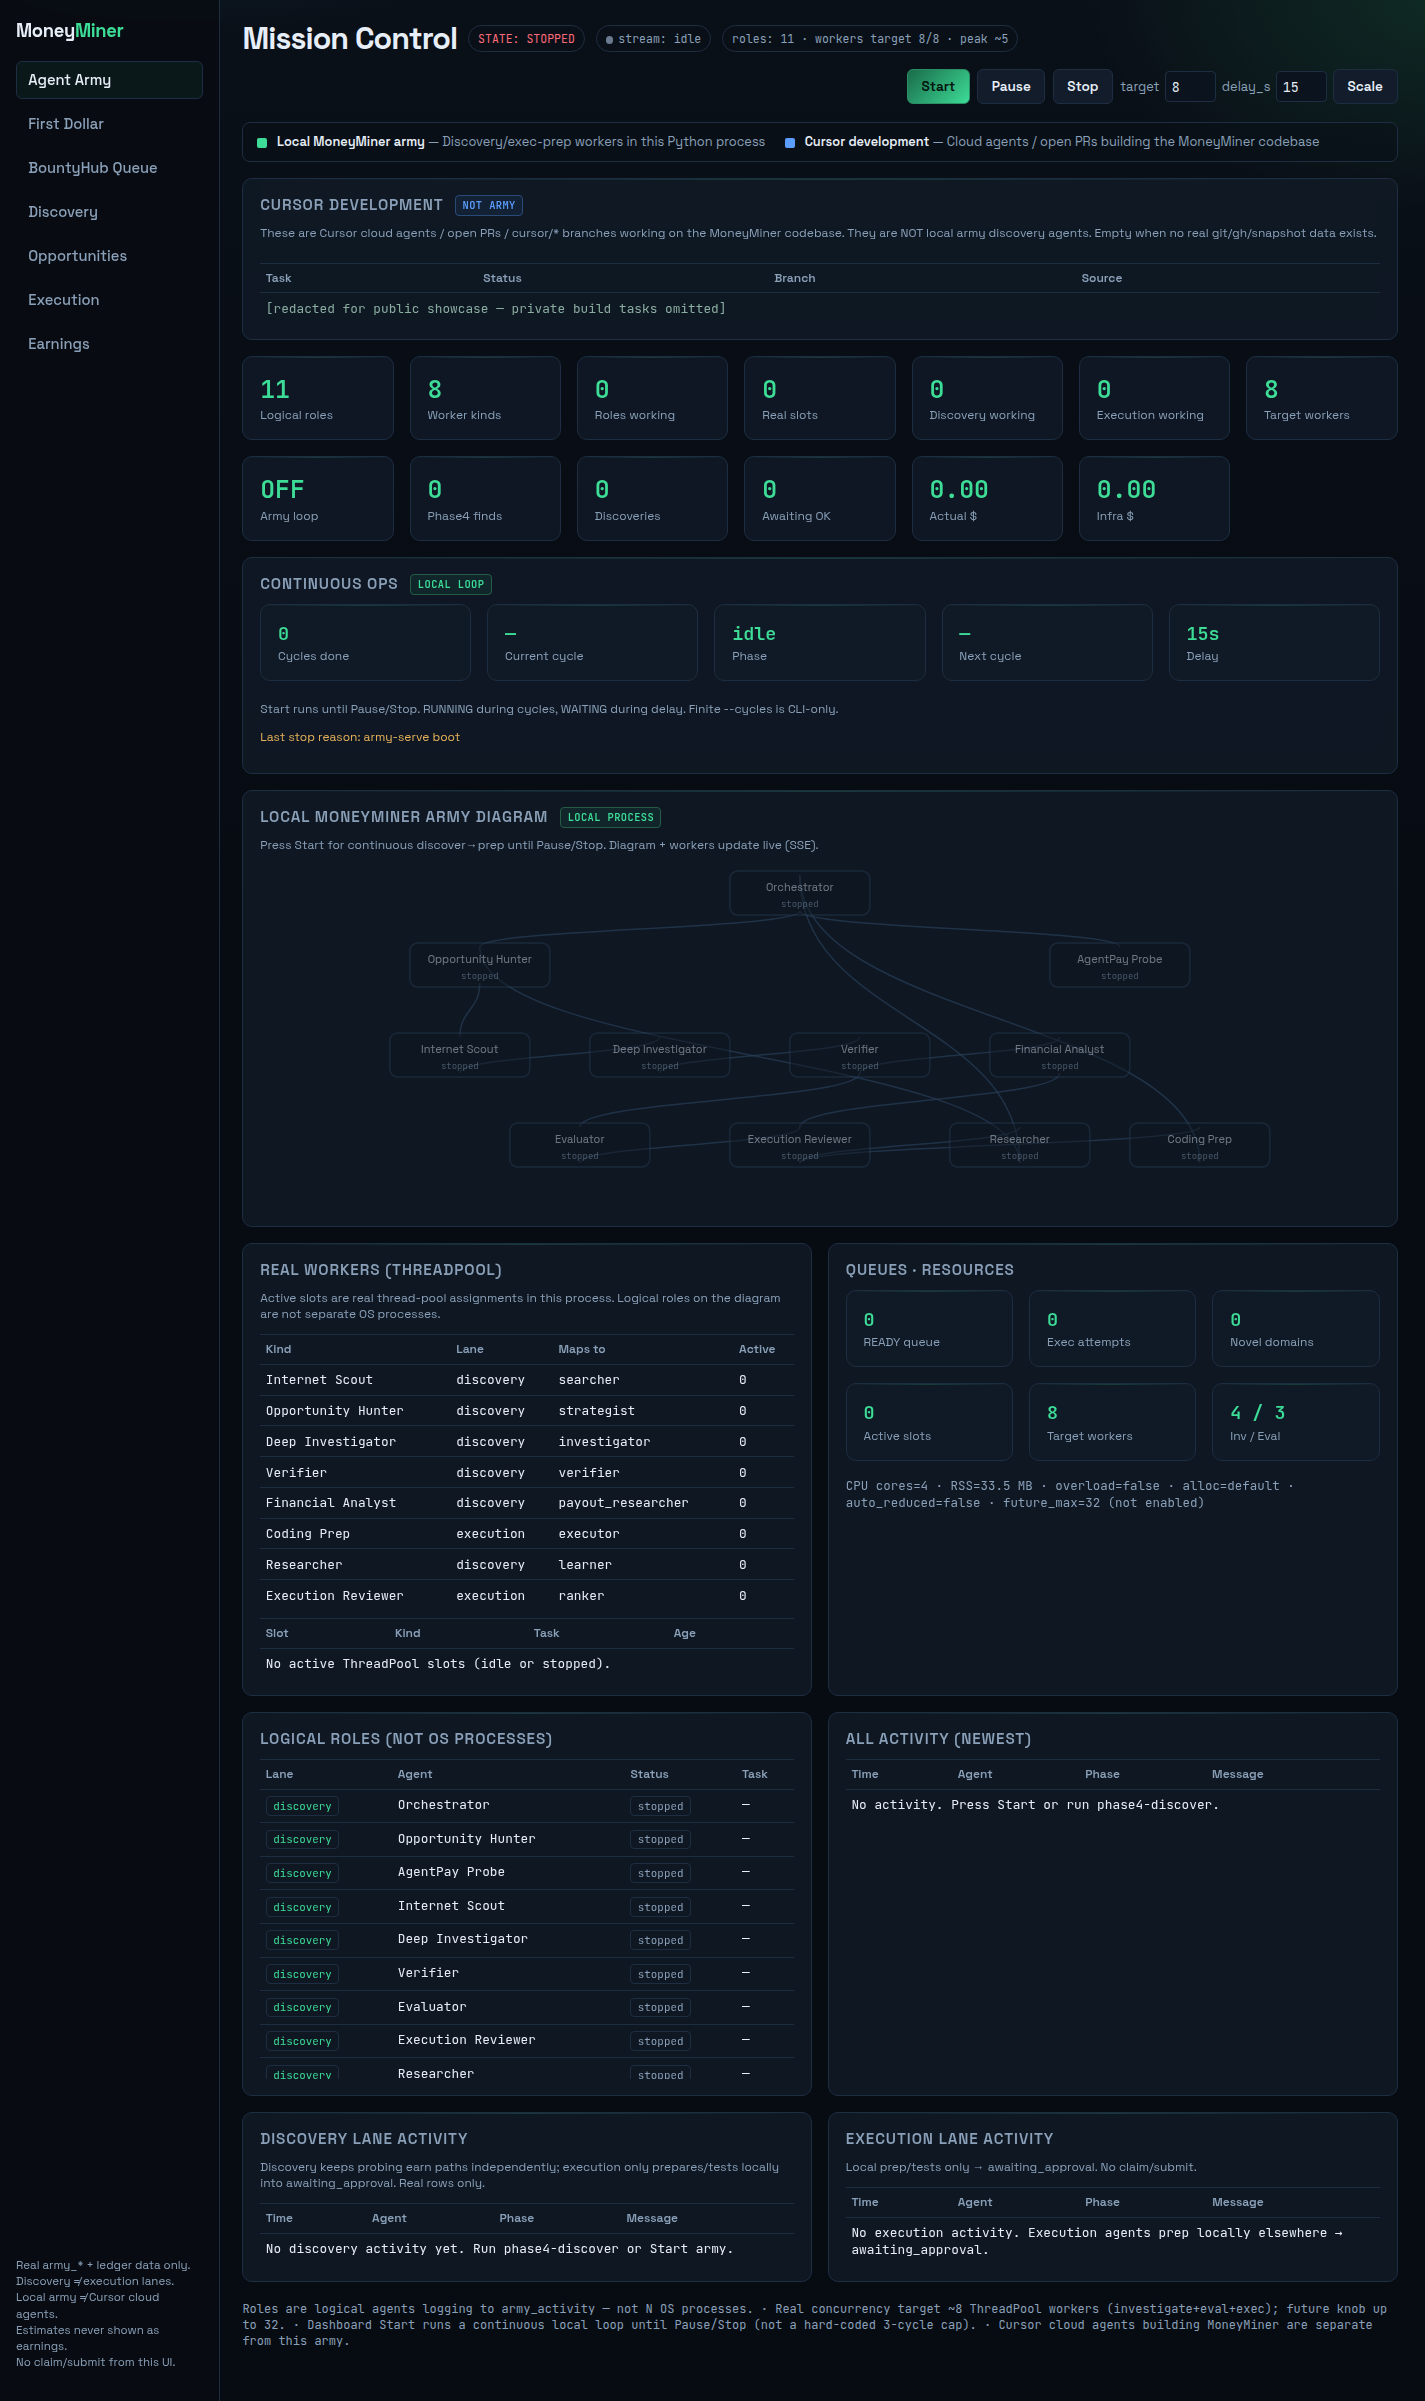 MoneyMiner
Agent Army
First Dollar
BountyHub Queue
Discovery
Opportunities
Execution
Earnings
Real army_* + ledger data only.
Discovery ≠ execution lanes.
Local army ≠ Cursor cloud
agents.
Estimates never shown as
earnings.
No claim/submit from this UI.
Mission Control STATE: STOPPED stream: idle roles: 11 · workers target 8/8 · peak ~5
Start Pause Stop target 8 delay_s 15 Scale
Local MoneyMiner army — Discovery/exec-prep workers in this Python process Cursor development — Cloud agents / open PRs building the MoneyMiner codebase
CURSOR DEVELOPMENT NOT ARMY
These are Cursor cloud agents / open PRs / cursor/* branches working on the MoneyMiner codebase. They are NOT local army discovery agents. Empty when no real git/gh/snapshot data exists.
Task Status Branch Source
[redacted for public showcase — private build tasks omitted]
11 8 0 0 0 0 8
Logical roles Worker kinds Roles working Real slots Discovery working Execution working Target workers
OFF 0 0 0 0.00 0.00
Army loop Phase4 finds Discoveries Awaiting OK Actual $ Infra $
CONTINUOUS OPS LOCAL LOOP
0 — idle — 15s
Cycles done Current cycle Phase Next cycle Delay
Start runs until Pause/Stop. RUNNING during cycles, WAITING during delay. Finite --cycles is CLI-only.
Last stop reason: army-serve boot
LOCAL MONEYMINER ARMY DIAGRAM LOCAL PROCESS
Press Start for continuous discover→prep until Pause/Stop. Diagram + workers update live (SSE).
Orchestrator
stopped
Opportunity Hunter AgentPay Probe
stopped stopped
Internet Scout Deep Investigator Verifier Financial Analyst
stopped stopped stopped stopped
Evaluator Execution Reviewer Researcher Coding Prep
stopped stopped stopped stopped
REAL WORKERS (THREADPOOL)
Active slots are real thread-pool assignments in this process. Logical roles on the diagram
are not separate OS processes.
Kind Lane Maps to Active
Internet Scout discovery searcher 0
Opportunity Hunter discovery strategist 0
Deep Investigator discovery investigator 0
Verifier discovery verifier 0
Financial Analyst discovery payout_researcher 0
Coding Prep execution executor 0
Researcher discovery learner 0
Execution Reviewer execution ranker 0
Slot Kind Task Age
No active ThreadPool slots (idle or stopped).
QUEUES · RESOURCES
0 0 0
READY queue Exec attempts Novel domains
0 8 4 / 3
Active slots Target workers Inv / Eval
CPU cores=4 · RSS=33.5 MB · overload=false · alloc=default ·
auto_reduced=false · future_max=32 (not enabled)
LOGICAL ROLES (NOT OS PROCESSES)
Lane Agent Status Task
discovery Orchestrator stopped —
discovery Opportunity Hunter stopped —
discovery AgentPay Probe stopped —
discovery Internet Scout stopped —
discovery Deep Investigator stopped —
discovery Verifier stopped —
discovery Evaluator stopped —
discovery Execution Reviewer stopped —
discovery Researcher stopped —
ALL ACTIVITY (NEWEST)
Time Agent Phase Message
No activity. Press Start or run phase4-discover.
DISCOVERY LANE ACTIVITY
Discovery keeps probing earn paths independently; execution only prepares/tests locally
into awaiting_approval. Real rows only.
Time Agent Phase Message
No discovery activity yet. Run phase4-discover or Start army.
EXECUTION LANE ACTIVITY
Local prep/tests only → awaiting_approval. No claim/submit.
Time Agent Phase Message
No execution activity. Execution agents prep locally elsewhere →
awaiting_approval.
Roles are logical agents logging to army_activity — not N OS processes. · Real concurrency target ~8 ThreadPool workers (investigate+eval+exec); future knob up
to 32. · Dashboard Start runs a continuous local loop until Pause/Stop (not a hard-coded 3-cycle cap). · Cursor cloud agents building MoneyMiner are separate
from this army.